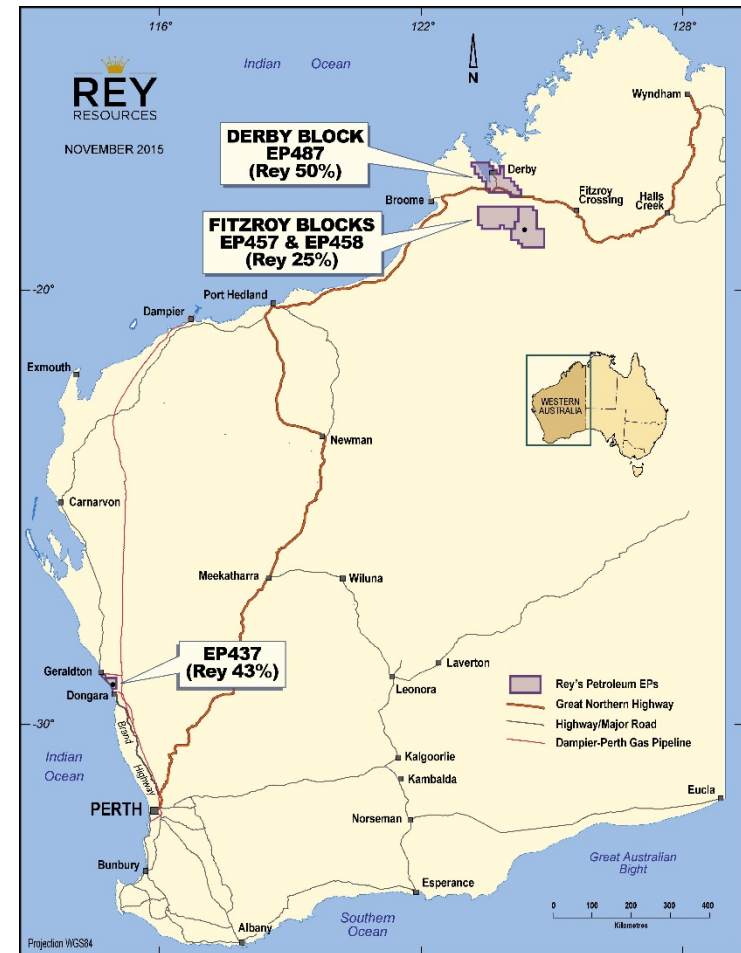 116°
122°
128°
Indian Ocean
N
REY
RESOURCES
NOVEMBER 2015
Wyndham
DERBY BLOCK
EP487
(Rey 50%)
Derby
Broome
Fitzroy
Crossing
Halls
Creek
FITZROY BLOCKS
EP457 & EP458
(Rey 25%)
-20°
Port Hedland
Dampier
Exmouth
WESTERN
AUSTRALIA
Newman
Carnarvon
Meekatharra
Wiluna
EP437
(Rey 43%)
Geraldton
Dongara
Laverton
Leonora
Rey's Petroleum EPs
Great Northern Highway
Highway/Major Road
Dampier-Perth Gas Pipeline
-30°
Brand
Highway
Indian
Ocean
Kalgoorlie
Kambalda
Eucla
PERTH
Norseman
Bunbury
Great Australian
Bight
Esperance
Southern
Ocean
Albany
0 100 200 300 400
Kilometres
Projection WGS84